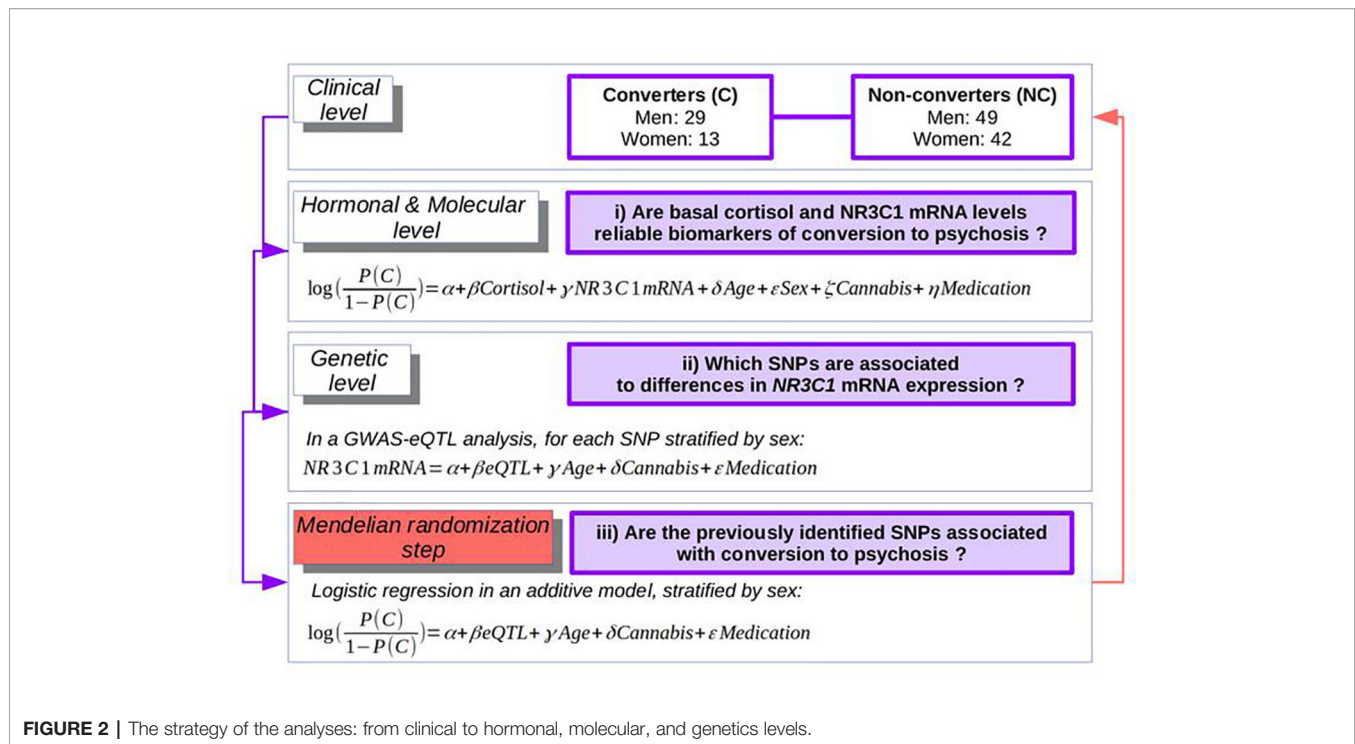 Clinical
level
Converters (C)
Men: 29
Women: 13
Non-converters (NC)
Men: 49
Women: 42
Hormonal & Molecular
level
i) Are basal cortisol and NR3C1 mRNA levels
reliable biomarkers of conversion to psychosis ?
log(P(C)/1−P(C))=α+βCortisol+γNR3C1mRNA+δAge+εSex+ζCannabis+ηMedication
Genetic
level
ii) Which SNPs are associated
to differences in NR3C1 mRNA expression ?
In a GWAS-eQTL analysis, for each SNP stratified by sex:
NR3C1mRNA=α+βeQTL+γAge+δCannabis+εMedication
Mendelian randomization
step
iii) Are the previously identified SNPs associated
with conversion to psychosis ?
Logistic regression in an additive model, stratified by sex:
log(P(C)/1−P(C))=α+βeQTL+γAge+δCannabis+εMedication
FIGURE 2 | The strategy of the analyses: from clinical to hormonal, molecular, and genetics levels.